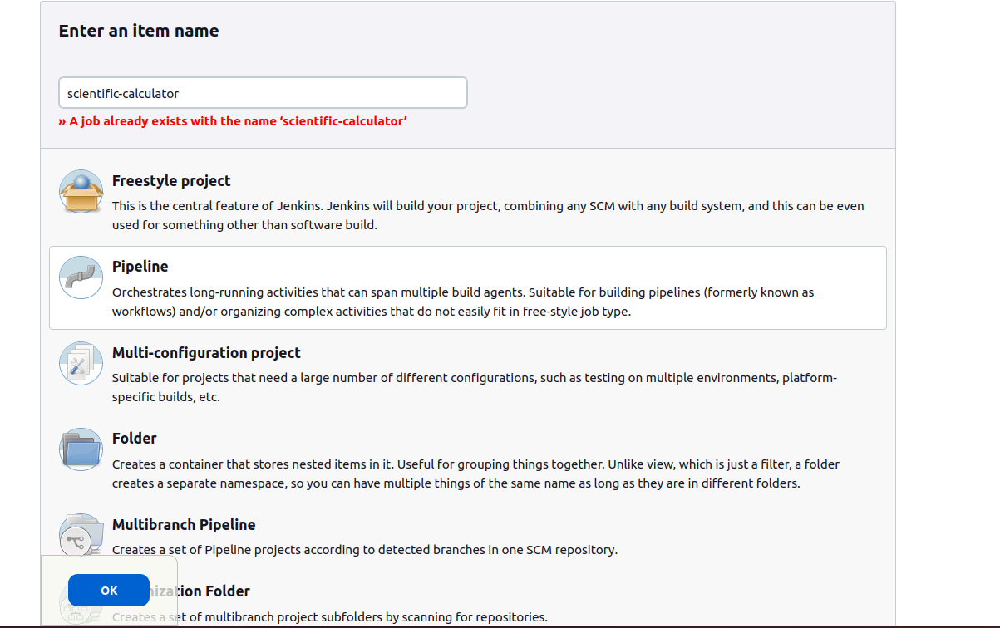 Enter an item name
scientific-calculator
» A job already exists with the name ‘scientific-calculator’
Freestyle project
This is the central feature of Jenkins. Jenkins will build your project, combining any SCM with any build system, and this can be even
used for something other than software build.
Pipeline
Orchestrates long-running activities that can span multiple build agents. Suitable for building pipelines (formerly known as
workflows) and/or organizing complex activities that do not easily fit in free-style job type.
Multi-configuration project
Suitable for projects that need a large number of different configurations, such as testing on multiple environments, platform-
specific builds, etc.
Folder
Creates a container that stores nested items in it. Useful for grouping things together. Unlike view, which is just a filter, a folder
creates a separate namespace, so you can have multiple things of the same name as long as they are in different folders.
Multibranch Pipeline
Creates a set of Pipeline projects according to detected branches in one SCM repository.
OK
nization Folder
Creates a set of multibranch project subfolders by scanning for repositories.